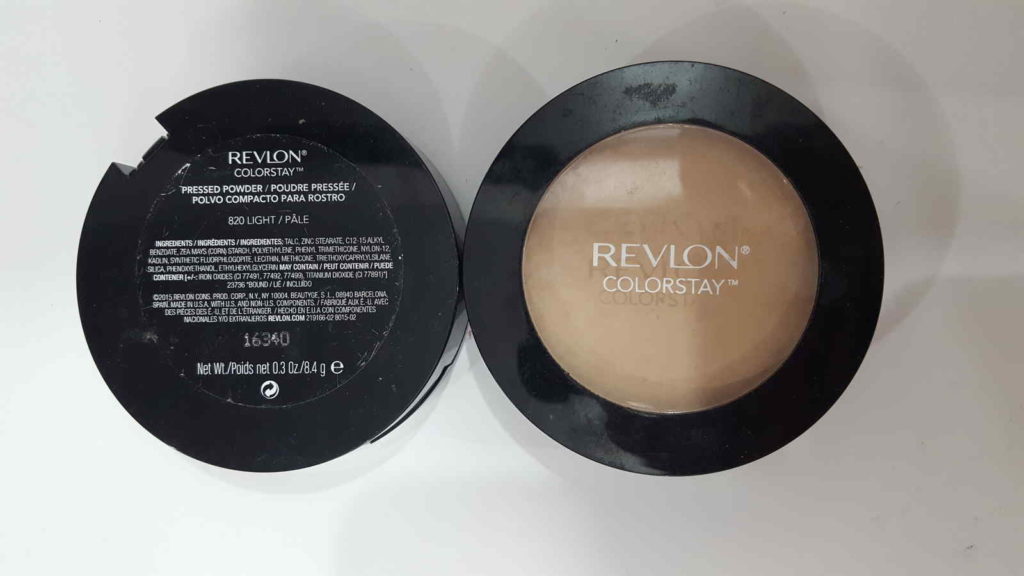 REVLON®
COLORSTAY™
PRESSED POWDER / POUDRE PRESSÉE /
POLVO COMPACTO PARA ROSTRO
820 LIGHT / PÂLE
INGREDIENTS / INGRÉDIENTS / INGREDIENTES: TALC, ZINC STEARATE, C12-15 ALKYL
BENZOATE, ZEA MAYS (CORN) STARCH, POLYETHYLENE, PHENYL TRIMETHICONE, NYLON-12,
KAOLIN, SYNTHETIC FLUORPHLOGOPITE, LECITHIN, METHICONE, TRIETHOXYCAPRYLYLSILANE,
SILICA, PHENOXYETHANOL, ETHYLHEXYLGLYCERIN MAY CONTAIN / PEUT CONTENIR / PUEDE
CONTENER [+/-: IRON OXIDES (CI 77491, 77492, 77499), TITANIUM DIOXIDE (CI 77891)*]
23736 *BOUND / LIÉ / INCLUIDO
©2015 REVLON CONS. PROD. CORP., N.Y., NY 10004. BEAUTYGE, S. L., 08940 BARCELONA,
SPAIN. MADE IN U.S.A. WITH U.S. AND NON-U.S. COMPONENTS. / FABRIQUÉ AUX É.-U. AVEC
DES PIÈCES DES É.-U. ET DE L'ÉTRANGER. / HECHO EN E.U.A CON COMPONENTES
NACIONALES Y/O EXTRANJEROS REVLON.COM 219166-62 8015-02
16340
Net Wt./Poids net 0.3 Oz/8.4 g ℮
REVLON®
COLORSTAY™